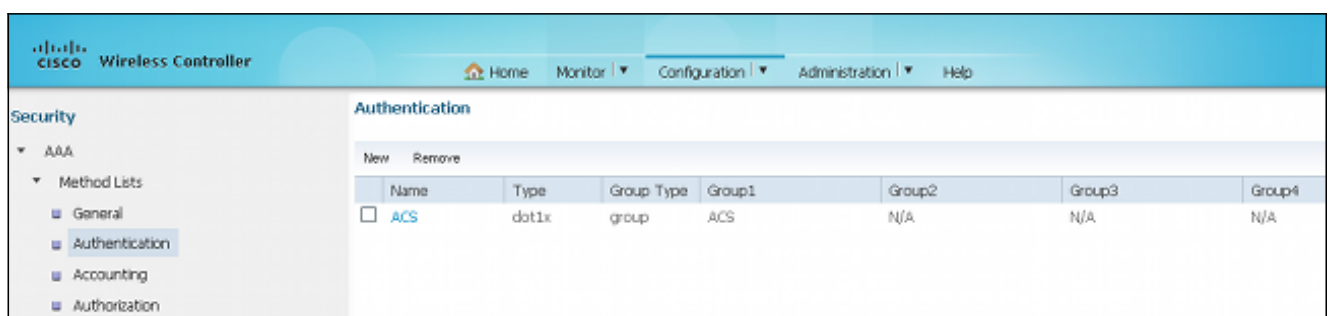 CISCO Wireless Controller
Home Monitor Configuration Administration Help
Security
AAA
Method Lists
General
Authentication
Accounting
Authorization
Authentication
New Remove
Name Type Group Type Group1 Group2 Group3 Group4
ACS dot1x group ACS N/A N/A N/A